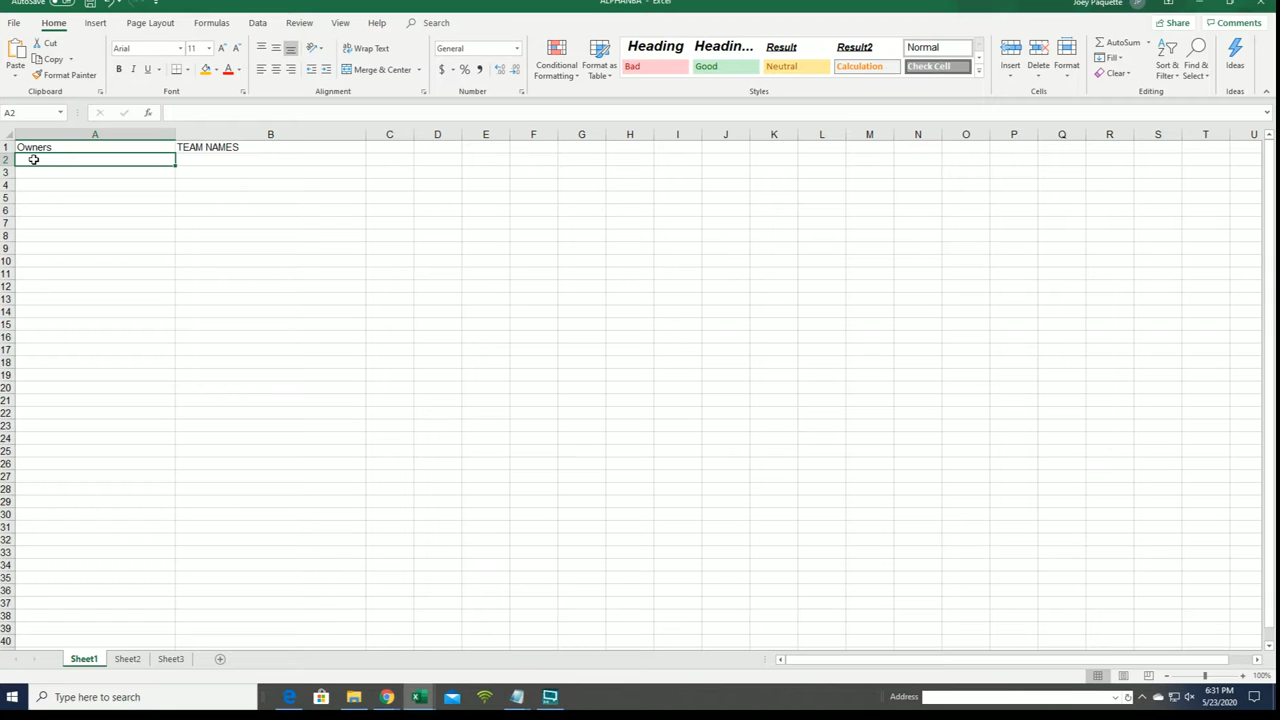 AutoSave Off ALPHANBA - Excel Joey Paquette JP
File Home Insert Page Layout Formulas Data Review View Help Search Share Comments
Paste Cut Copy Format Painter
Clipboard
Arial 11
B I U
Font
Wrap Text
Merge & Center
Alignment
General
$ % ,
Number
Conditional Formatting Format as Table
Heading Headin... Result Result2 Normal
Bad Good Neutral Calculation Check Cell
Styles
Insert Delete Format
Cells
AutoSum Fill Clear
Sort & Filter Find & Select
Editing
Ideas
Ideas
A2 fx
A B C D E F G H I J K L M N O P Q R S T U
1 Owners TEAM NAMES
2
3
4
5
6
7
8
9
10
11
12
13
14
15
16
17
18
19
20
21
22
23
24
25
26
27
28
29
30
31
32
33
34
35
36
37
38
39
40
Sheet1 Sheet2 Sheet3
100%
Type here to search Address 6:31 PM
5/23/2020